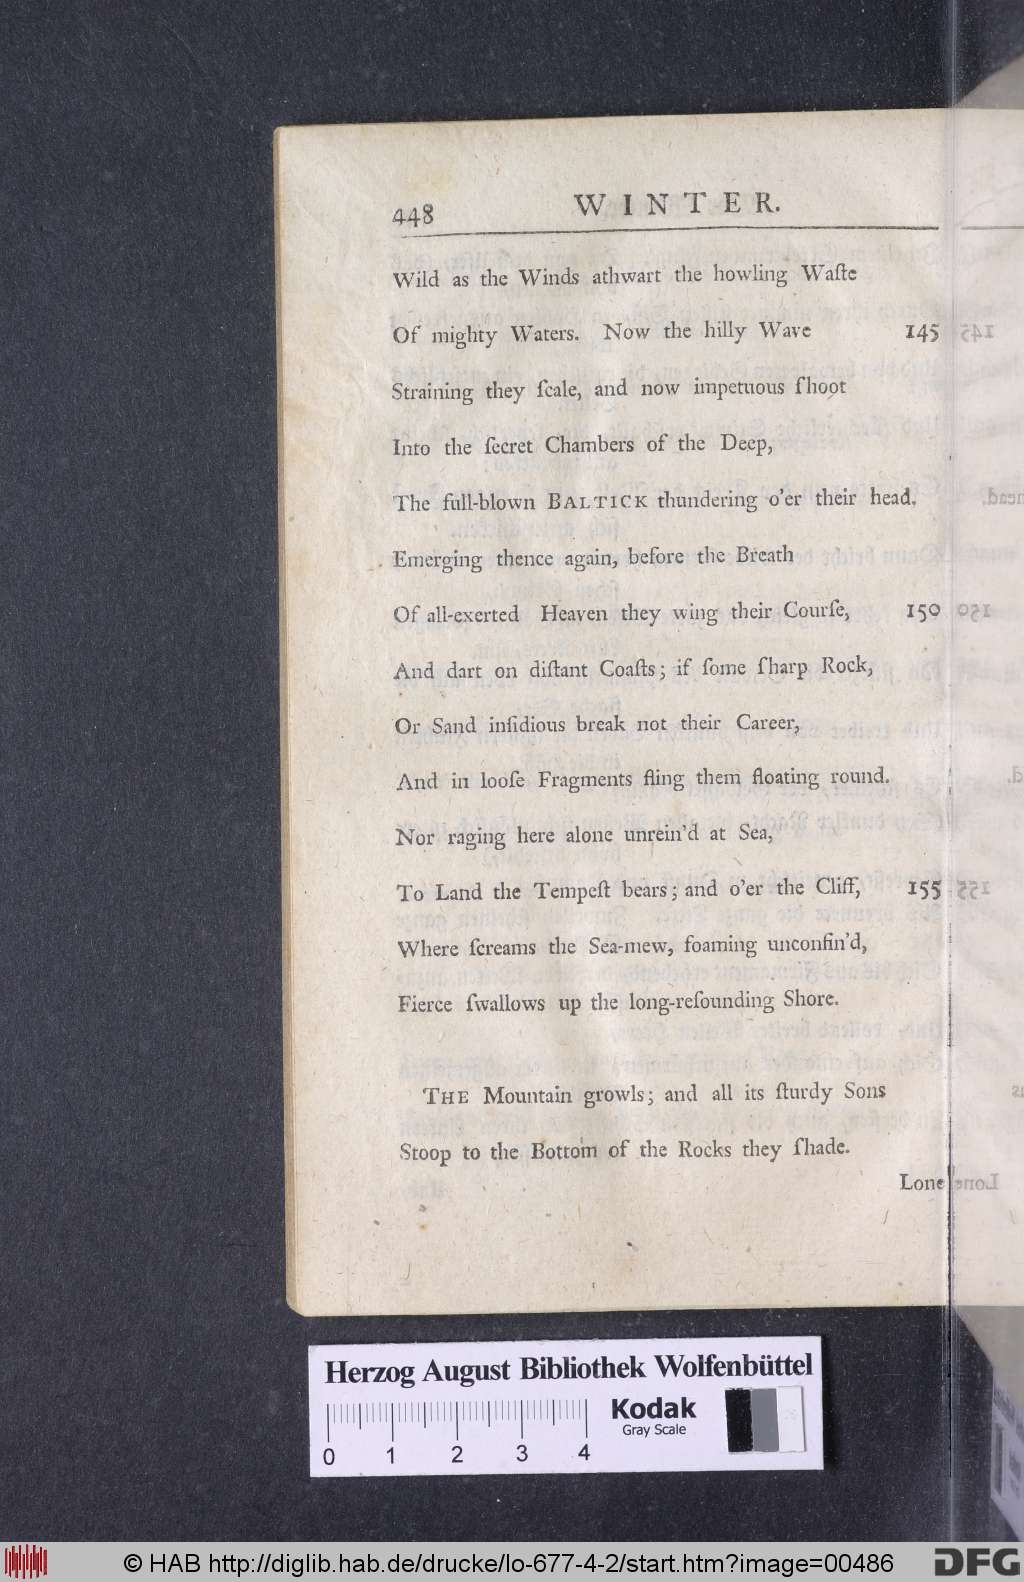 448 WINTER.
Wild as the Winds athwart the howling Waſte
Of mighty Waters. Now the hilly Wave 145
Straining they ſcale, and now impetuous ſhoot
Into the ſecret Chambers of the Deep,
The full-blown BALTICK thundering o'er their head.
Emerging thence again, before the Breath
Of all-exerted Heaven they wing their Courſe, 150
And dart on diſtant Coaſts; if ſome ſharp Rock,
Or Sand inſidious break not their Career,
And in looſe Fragments fling them floating round.
Nor raging here alone unrein'd at Sea,
To Land the Tempeſt bears; and o'er the Cliff, 155
Where ſcreams the Sea-mew, foaming unconfin'd,
Fierce ſwallows up the long-reſounding Shore.
THE Mountain growls; and all its ſturdy Sons
Stoop to the Bottom of the Rocks they ſhade.
Lone
Herzog August Bibliothek Wolfenbüttel
Kodak
Gray Scale
0 1 2 3 4
© HAB http://diglib.hab.de/drucke/lo-677-4-2/start.htm?image=00486
DFG